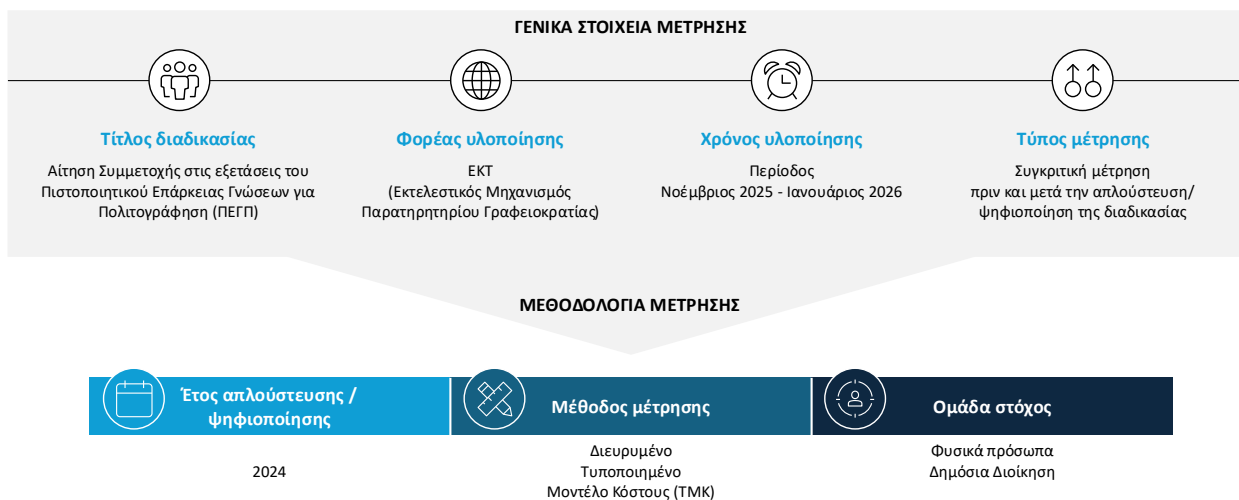 ΓΕΝΙΚΑ ΣΤΟΙΧΕΙΑ ΜΕΤΡΗΣΗΣ
Τίτλος διαδικασίας
Αίτηση Συμμετοχής στις εξετάσεις του
Πιστοποιητικού Επάρκειας Γνώσεων για
Πολιτογράφηση (ΠΕΓΠ)
Φορέας υλοποίησης
ΕΚΤ
(Εκτελεστικός Μηχανισμός
Παρατηρητηρίου Γραφειοκρατίας)
Χρόνος υλοποίησης
Περίοδος
Νοέμβριος 2025 - Ιανουάριος 2026
Τύπος μέτρησης
Συγκριτική μέτρηση
πριν και μετά την απλούστευση/
ψηφιοποίηση της διαδικασίας
ΜΕΘΟΔΟΛΟΓΙΑ ΜΕΤΡΗΣΗΣ
Έτος απλούστευσης /
ψηφιοποίησης
2024
Μέθοδος μέτρησης
Διευρυμένο
Τυποποιημένο
Μοντέλο Κόστους (ΤΜΚ)
Ομάδα στόχος
Φυσικά πρόσωπα
Δημόσια Διοίκηση